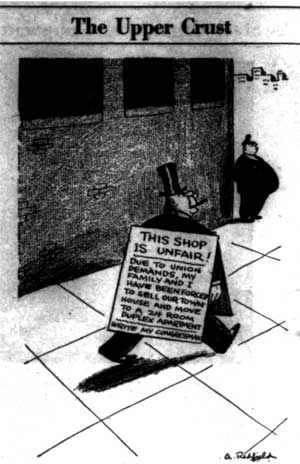 The Upper Crust
THIS SHOP
IS UNFAIR!
DUE TO UNION
DEMANDS, MY
FAMILY AND I
HAVE BEEN FORCED
TO SELL OUR TOWN
HOUSE AND MOVE
TO A 24 ROOM
DUPLEX APARTMENT
WRITE MY CONGRESSMAN
A. Redfield